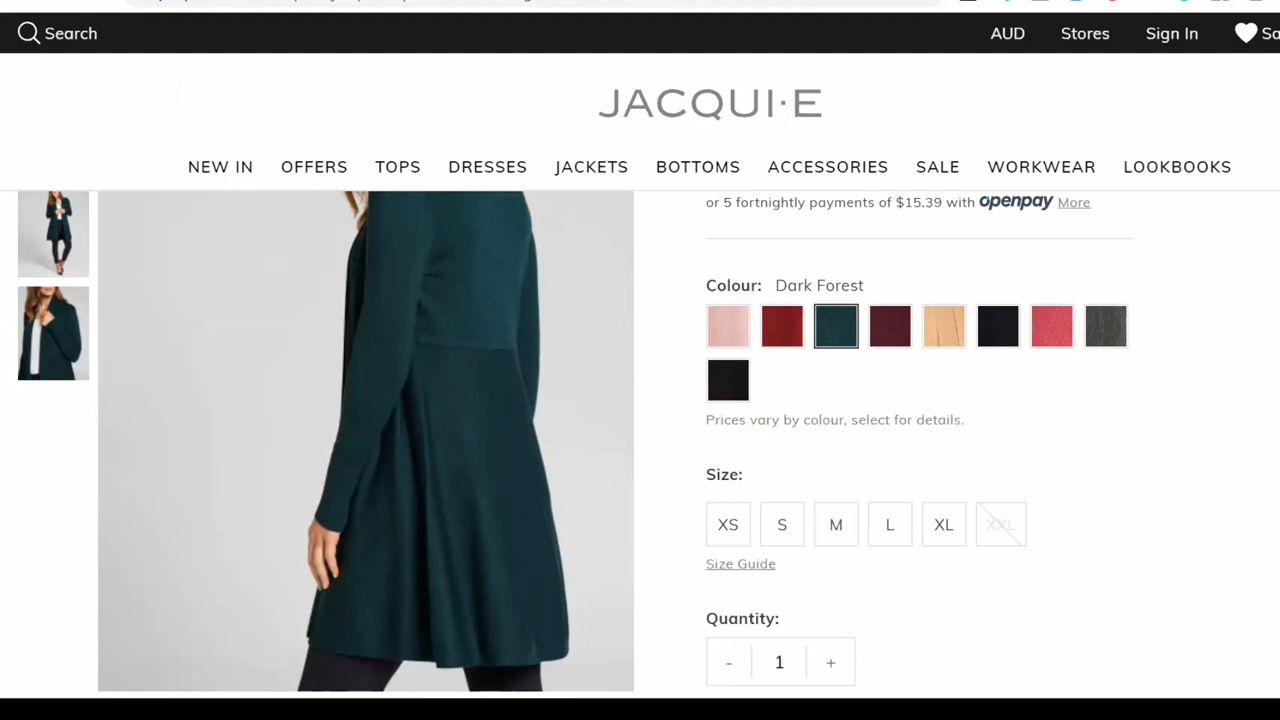 Search
AUD Stores Sign In Sa
JACQUI·E
NEW IN OFFERS TOPS DRESSES JACKETS BOTTOMS ACCESSORIES SALE WORKWEAR LOOKBOOKS
or 5 fortnightly payments of $15.39 with openpay More
Colour: Dark Forest
Prices vary by colour, select for details.
Size:
XS S M L XL XXL
Size Guide
Quantity:
- 1 +